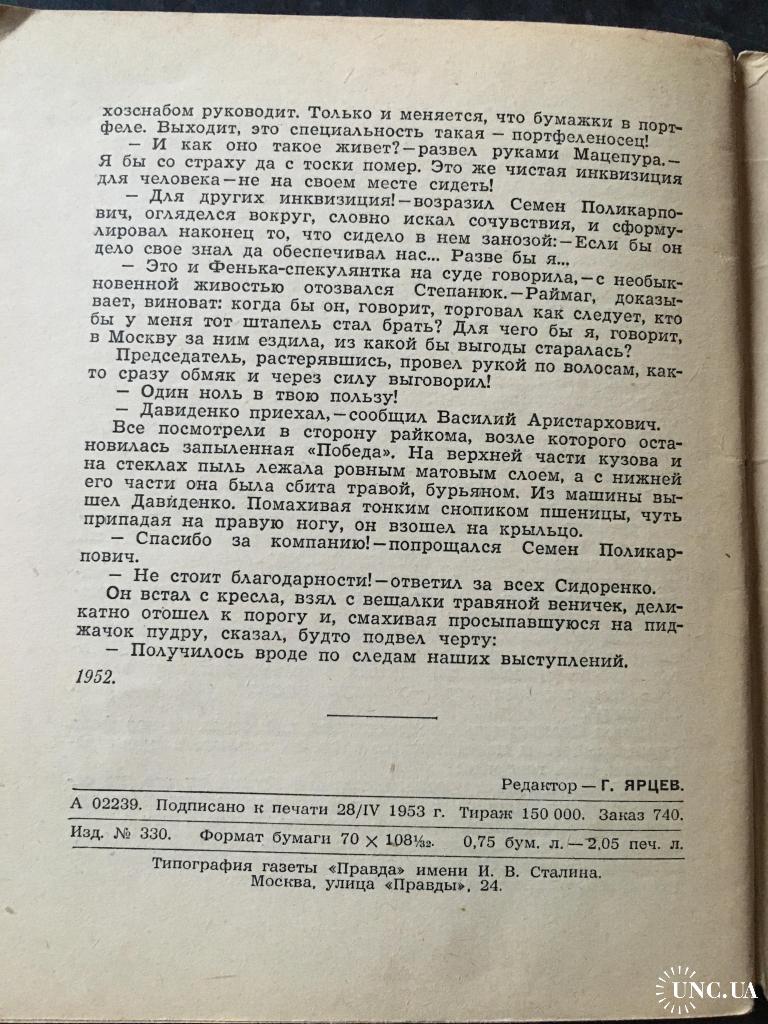 хозснабом руководит. Только и меняется, что бумажки в порт-
феле. Выходит, это специальность такая — портфеленосец!
— И как оно такое живет?—развел руками Мацепура.—
Я бы со страху да с тоски помер. Это же чистая инквизиция
для человека—не на своем месте сидеть!
— Для других инквизиция!—возразил Семен Поликарпо-
вич, огляделся вокруг, словно искал сочувствия, и сформу-
лировал наконец то, что сидело в нем занозой:—Если бы он
дело свое знал да обеспечивал нас... Разве бы я...
— Это и Фенька-спекулянтка на суде говорила,—с необык-
новенной живостью отозвался Степанюк.—Раймаг, доказы-
вает, виноват: когда бы он, говорит, торговал как следует, кто
бы у меня тот штапель стал брать? Для чего бы я, говорит,
в Москву за ним ездила, из какой бы выгоды старалась?
Председатель, растерявшись, провел рукой по волосам, как-
то сразу обмяк и через силу выговорил!
— Один ноль в твою пользу!
— Давиденко приехал,—сообщил Василий Аристархович.
Все посмотрели в сторону райкома, возле которого оста-
новилась запыленная «Победа». На верхней части кузова и
на стеклах пыль лежала ровным матовым слоем, а с нижней
его части она была сбита травой, бурьяном. Из машины вы-
шел Давиденко. Помахивая тонким снопиком пшеницы, чуть
припадая на правую ногу, он взошел на крыльцо.
— Спасибо за компанию!—попрощался Семен Поликар-
пович.
— Не стоит благодарности!—ответил за всех Сидоренко.
Он встал с кресла, взял с вешалки травяной веничек, дели-
катно отошел к порогу и, смахивая просыпавшуюся на пид-
жачок пудру, сказал, будто подвел черту:
— Получилось вроде по следам наших выступлений.
1952.
Редактор — Г. ЯРЦЕВ.
А 02239. Подписано к печати 28/IV 1953 г. Тираж 150 000. Заказ 740.
Изд. № 330. Формат бумаги 70 × 108¹/₃₂. 0,75 бум. л.—2,05 печ. л.
Типография газеты «Правда» имени И. В. Сталина.
Москва, улица «Правды», 24.
UNC.UA